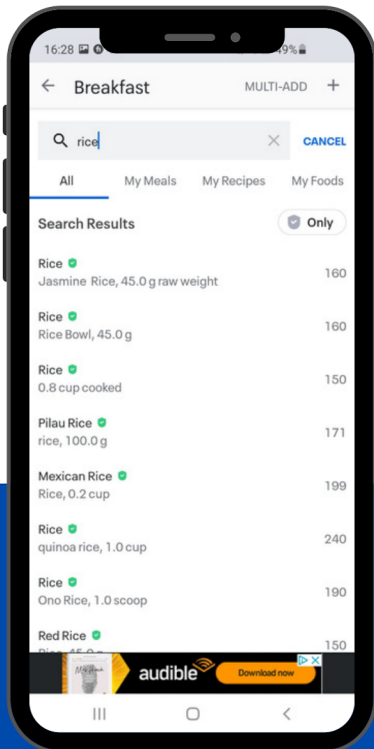 16:28
Breakfast MULTI-ADD +
rice CANCEL
All My Meals My Recipes My Foods
Search Results Only
Rice
Jasmine Rice, 45.0 g raw weight 160
Rice
Rice Bowl, 45.0 g 160
Rice
0.8 cup cooked 150
Pilau Rice
rice, 100.0 g 171
Mexican Rice
Rice, 0.2 cup 199
Rice
quinoa rice, 1.0 cup 240
Rice
Ono Rice, 1.0 scoop 190
Red Rice
Rice, 45.0 g 150
audible Download now